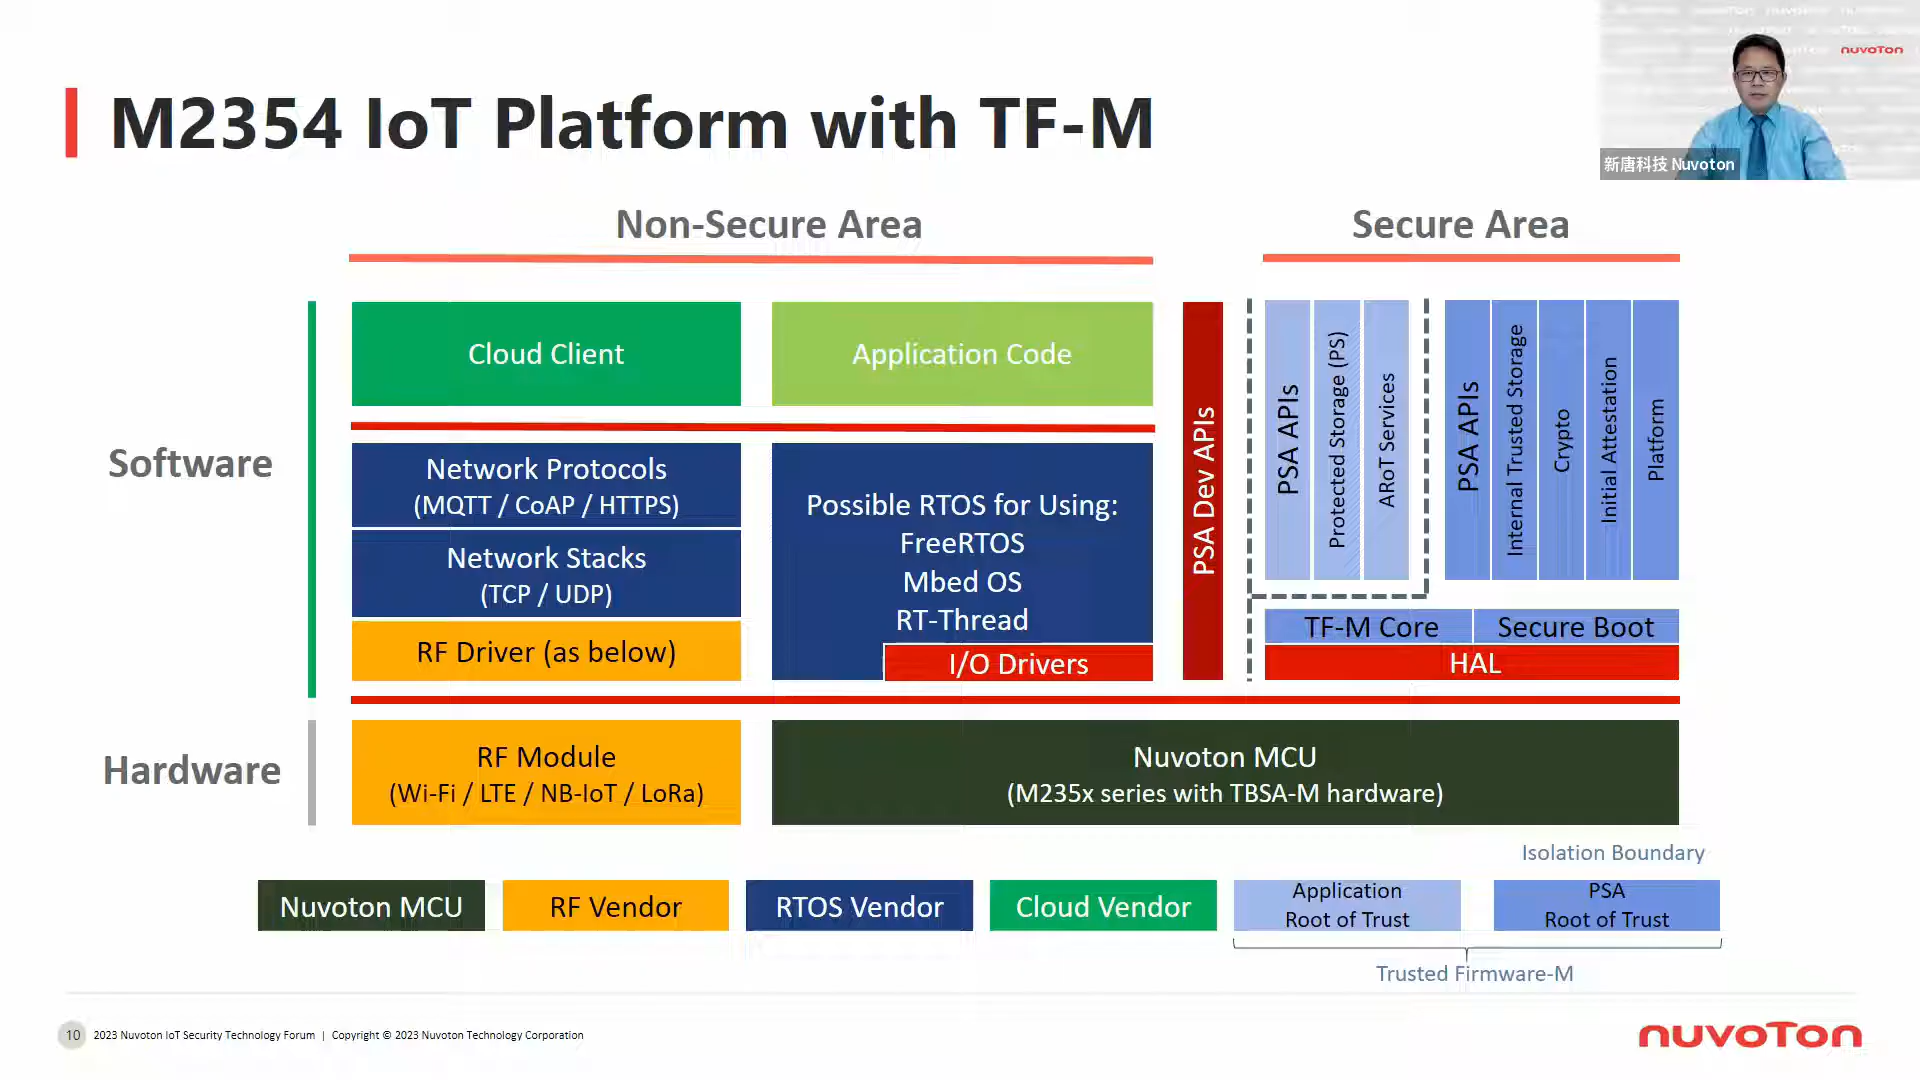 nuvoTon
新唐科技 Nuvoton
M2354 IoT Platform with TF-M
Non-Secure Area
Secure Area
Software
Cloud Client
Application Code
Network Protocols
(MQTT / CoAP / HTTPS)
Network Stacks
(TCP / UDP)
RF Driver (as below)
Possible RTOS for Using:
FreeRTOS
Mbed OS
RT-Thread
I/O Drivers
PSA Dev APIs
PSA APIs
Protected Storage (PS)
ARoT Services
PSA APIs
Internal Trusted Storage
Crypto
Initial Attestation
Platform
TF-M Core
Secure Boot
HAL
Hardware
RF Module
(Wi-Fi / LTE / NB-IoT / LoRa)
Nuvoton MCU
(M235x series with TBSA-M hardware)
Isolation Boundary
Nuvoton MCU
RF Vendor
RTOS Vendor
Cloud Vendor
Application
Root of Trust
PSA
Root of Trust
Trusted Firmware-M
10
2023 Nuvoton IoT Security Technology Forum | Copyright © 2023 Nuvoton Technology Corporation
nuvoTon